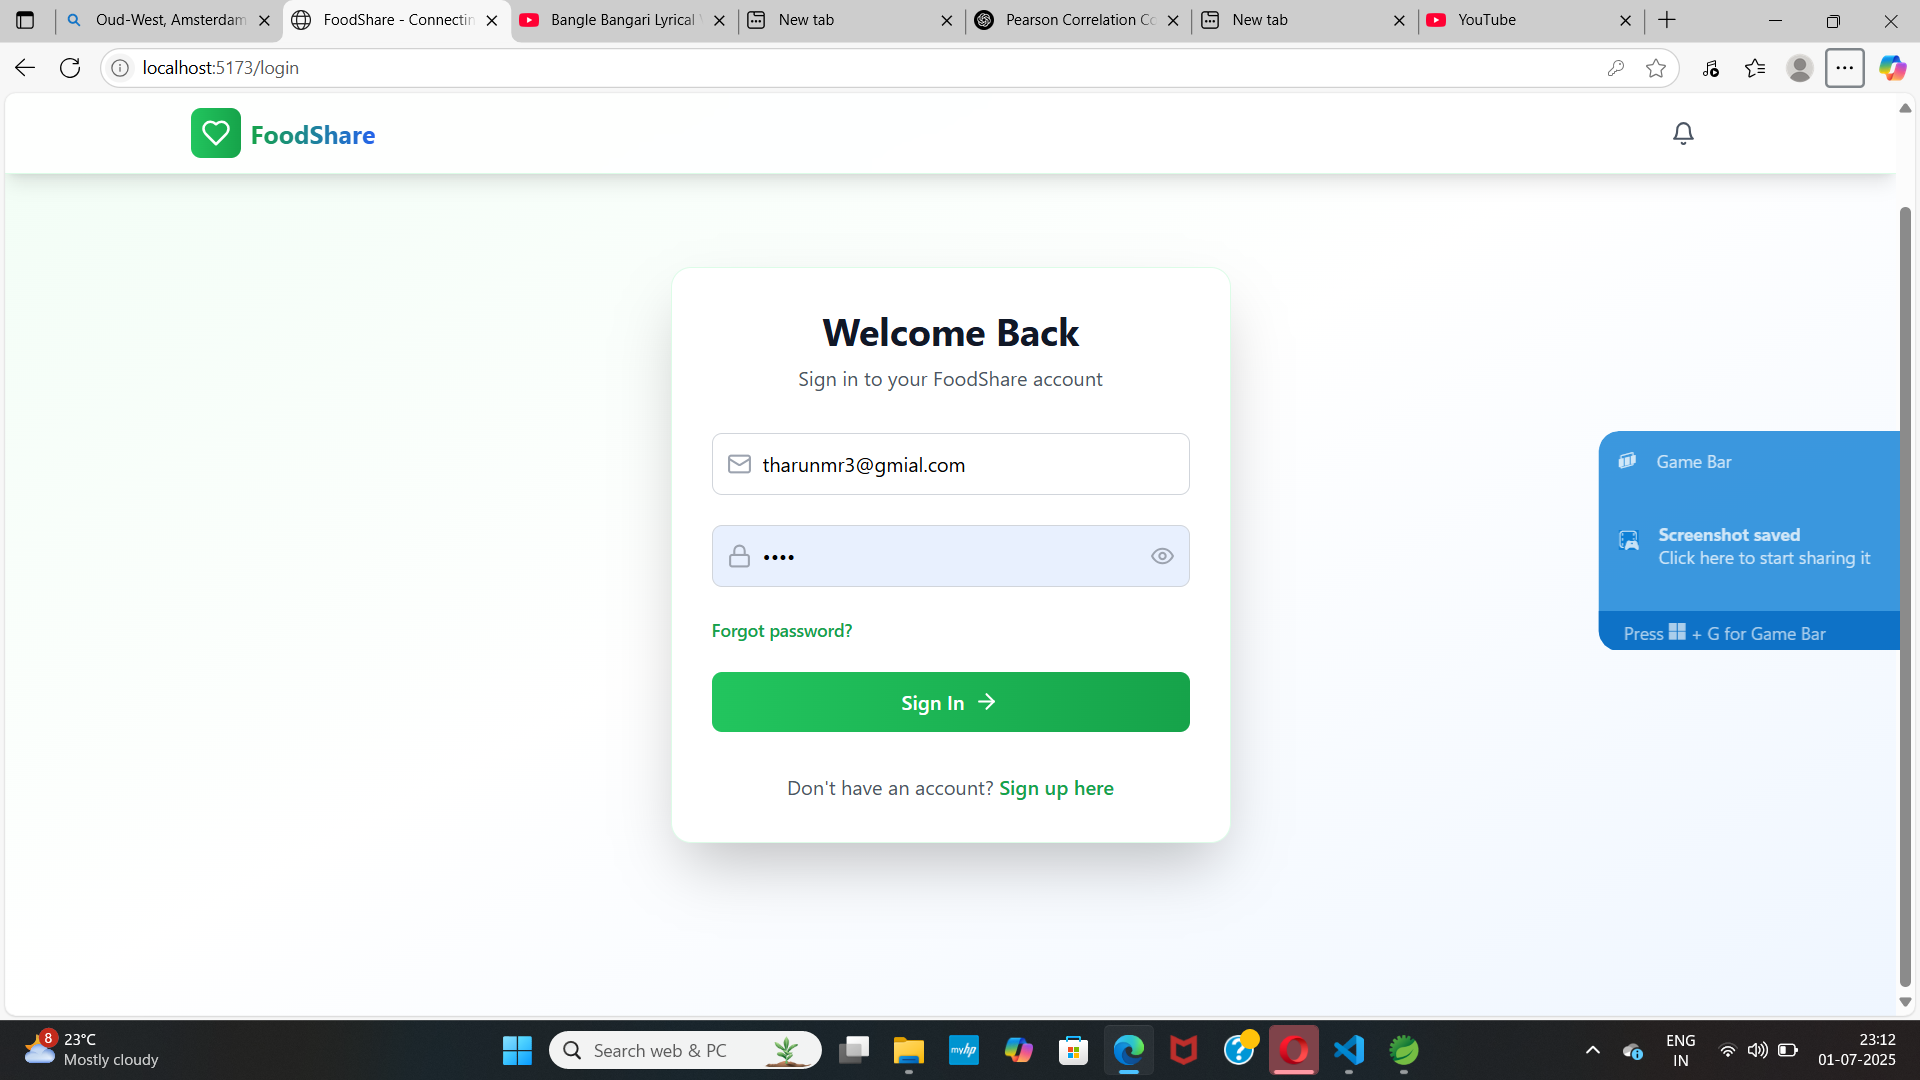 Oud-West, Amsterdam
FoodShare - Connectin
Bangle Bangari Lyrical V
New tab
Pearson Correlation Co
New tab
YouTube
localhost:5173/login
FoodShare
Welcome Back
Sign in to your FoodShare account
tharunmr3@gmial.com
••••
Forgot password?
Sign In
Don't have an account? Sign up here
Game Bar
Screenshot saved
Click here to start sharing it
Press + G for Game Bar
8
23°C
Mostly cloudy
Search web & PC
myhp
ENG
IN
23:12
01-07-2025